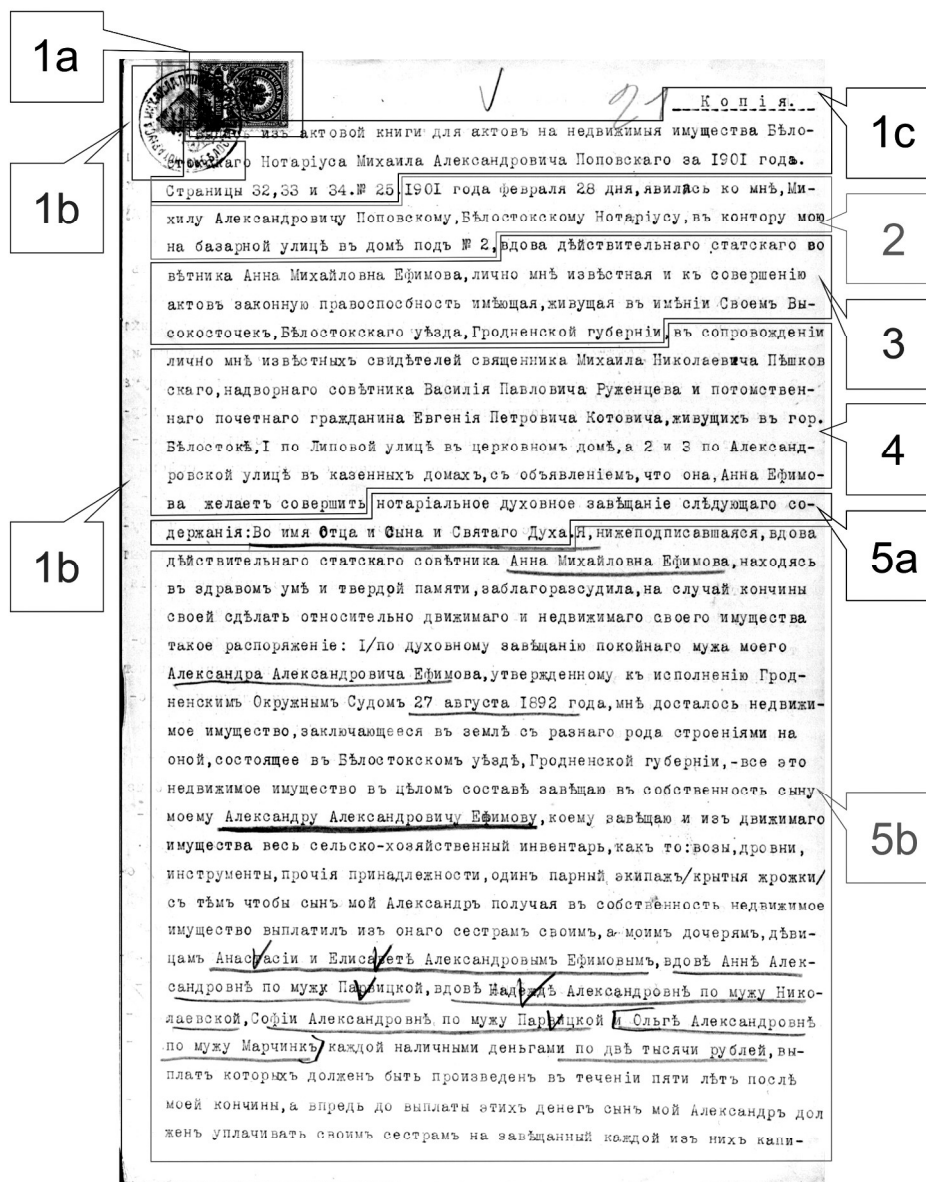 1a
1b
1b
1c
2
3
4
5a
5b
21
Копія.
изъ актовой книги для актовъ на недвижимыя имущества Бѣло-
Нотаріуса Михаила Александровича Поповскаго за 1901 года.
Страницы 32,33 и 34.№ 25.1901 года февраля 28 дня,явилась ко мнѣ,Ми-
хилу Александровичу Поповскому,Бѣлостокскому Нотаріусу,въ контору мою
на базарной улицѣ въ домѣ подъ № 2,вдова дѣйствительнаго статскаго во
вѣтника Анна Михайловна Ефимова,лично мнѣ извѣстная и къ совершенію
актовъ законную правоспосбность имѣющая,живущая въ имѣніи Своемъ Вы-
сокосточекъ,Бѣлостокскаго уѣзда,Гродненской губерніи,въ сопровожденіи
лично мнѣ извѣстныхъ свидѣтелей священника Михаила Николаевича Пѣшков
скаго,надворнаго совѣтника Василія Павловича Руженцева и потомствен-
наго почетнаго гражданина Евгенія Петровича Котовича,живущихъ въ гор.
Бѣлостокѣ,I по Липовой улицѣ въ церковномъ домѣ,а 2 и 3 по Александ-
ровской улицѣ въ казенныхъ домахъ,съ объявленіемъ,что она,Анна Ефимо-
ва желаетъ совершить нотаріальное духовное завѣщаніе слѣдующаго со-
держанія:Во имя Отца и Сына и Святаго Духа.Я,нижеподписавшаяся,вдова
дѣйствительнаго статскаго совѣтника Анна Михайловна Ефимова,находясь
въ здравомъ умѣ и твердой памяти,заблагоразсудила,на случай кончины
своей сдѣлать относительно движимаго и недвижимаго своего имущества
такое распоряженіе: I/по духовному завѣщанію покойнаго мужа моего
Александра Александровича Ефимова,утвержденному къ исполненію Грод-
ненскимъ Окружнымъ Судомъ 27 августа 1892 года,мнѣ досталось недвижи-
мое имущество,заключающееся въ землѣ съ разнаго рода строеніями на
оной,состоящее въ Бѣлостокскомъ уѣздѣ,Гродненской губерніи,-все это
недвижимое имущество въ цѣломъ составѣ завѣщаю въ собственность сыну
моему Александру Александровичу Ефимову,коему завѣщаю и изъ движимаго
имущества весь сельско-хозяйственный инвентарь,какъ то:возы,дровни,
инструменты,прочія принадлежности,одинъ парный экипажъ/крытыя жрожки/
съ тѣмъ чтобы сынъ мой Александръ получая въ собственность недвижимое
имущество выплатилъ изъ онаго сестрамъ своимъ,а моимъ дочерямъ,дѣви-
цамъ Анастасіи и Елисаветѣ Александровымъ Ефимовымъ,вдовѣ Аннѣ Алек-
сандровнѣ по мужу Парвицкой,вдовѣ Надеждѣ Александровнѣ по мужу Нико-
лаевской,Софіи Александровнѣ по мужу Парвицкой и Ольгѣ Александровнѣ
по мужу Марчинкъ каждой наличными деньгами по двѣ тысячи рублей,вы-
платъ которыхъ долженъ быть произведенъ въ теченіи пяти лѣтъ послѣ
моей кончины,а впредь до выплаты этихъ денегъ сынъ мой Александръ дол
женъ уплачивать своимъ сестрамъ на завѣщанный каждой изъ нихъ капи-